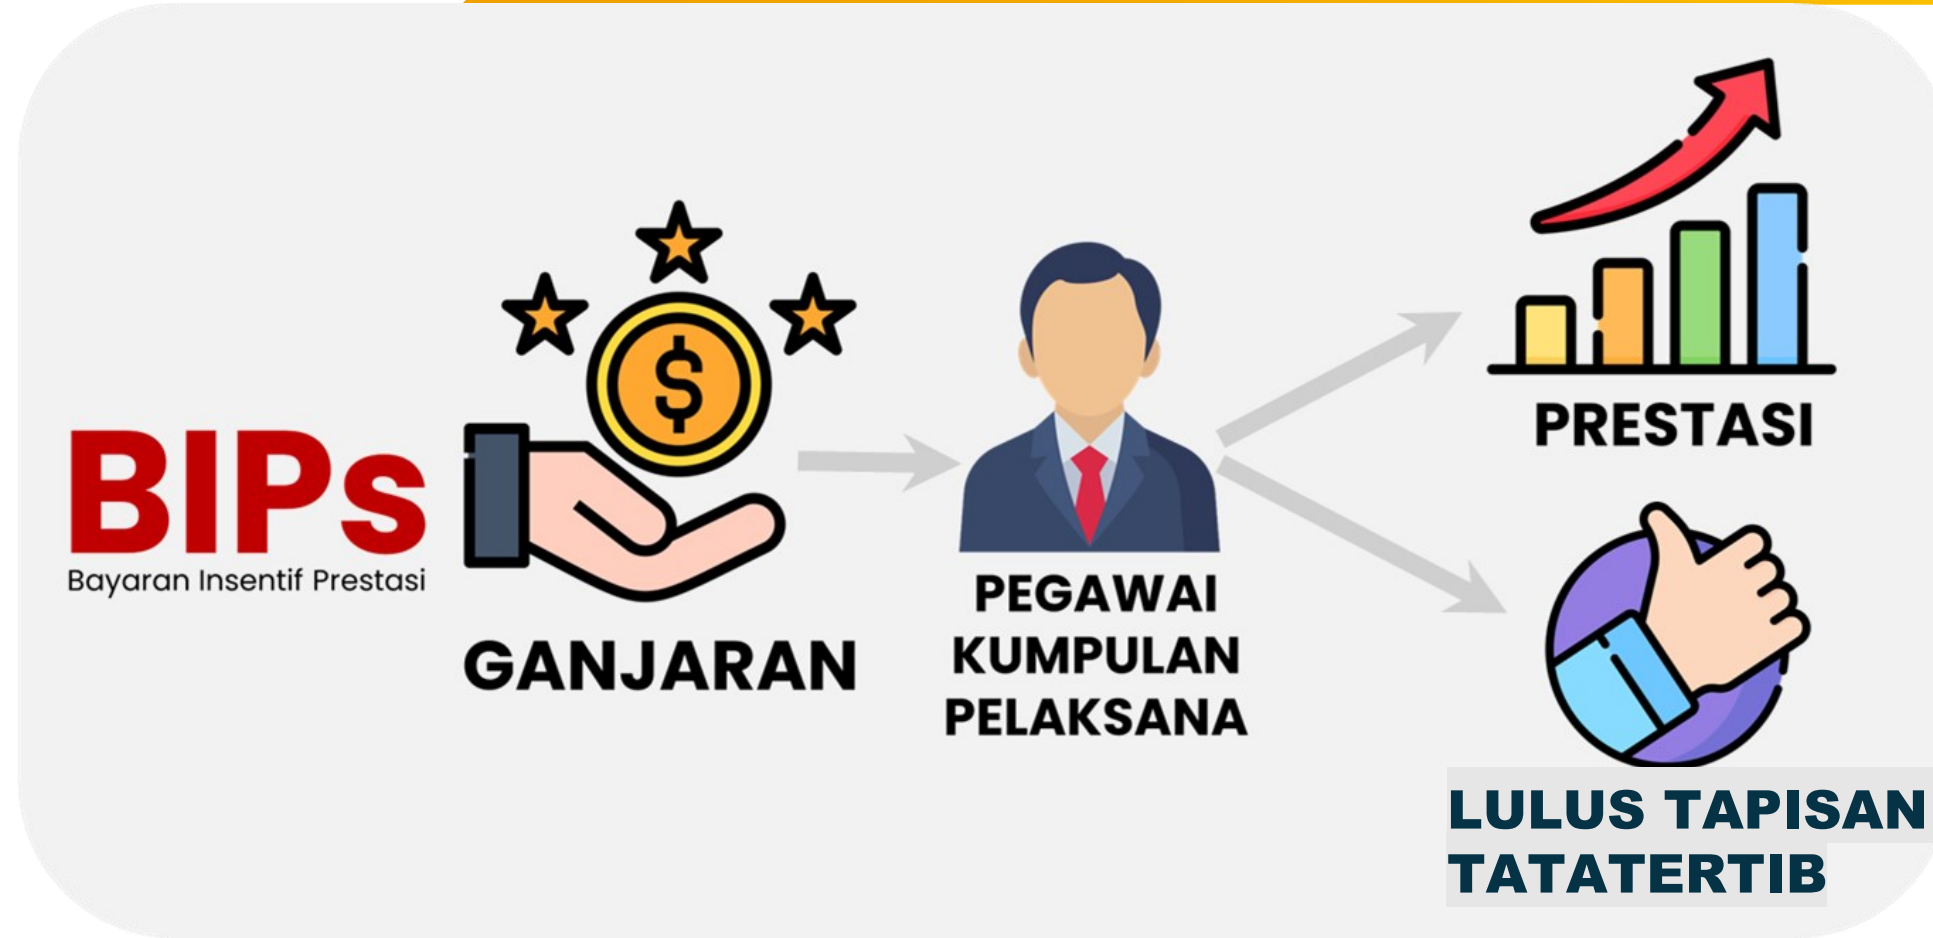 BIPs
Bayaran Insentif Prestasi
$
GANJARAN
PEGAWAI
KUMPULAN
PELAKSANA
PRESTASI
LULUS TAPISAN
TATATERTIB